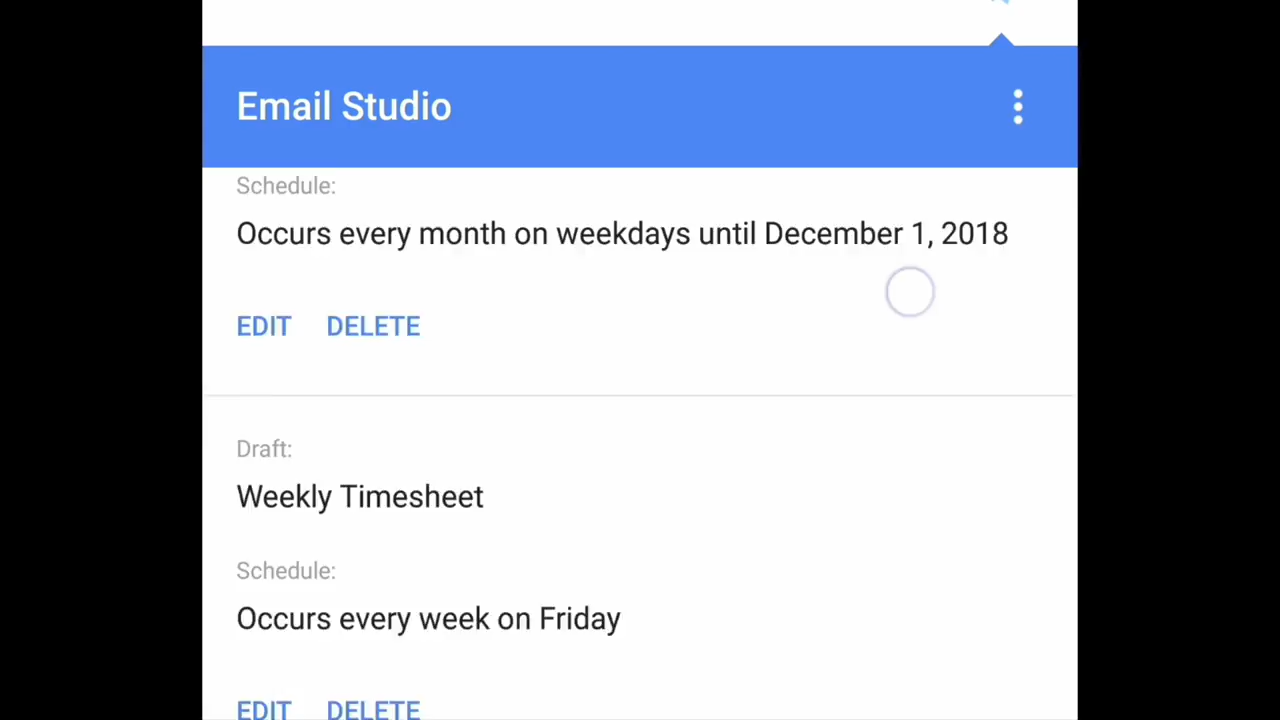 Email Studio
Schedule:
Occurs every month on weekdays until December 1, 2018
EDIT DELETE
Draft:
Weekly Timesheet
Schedule:
Occurs every week on Friday
EDIT DELETE